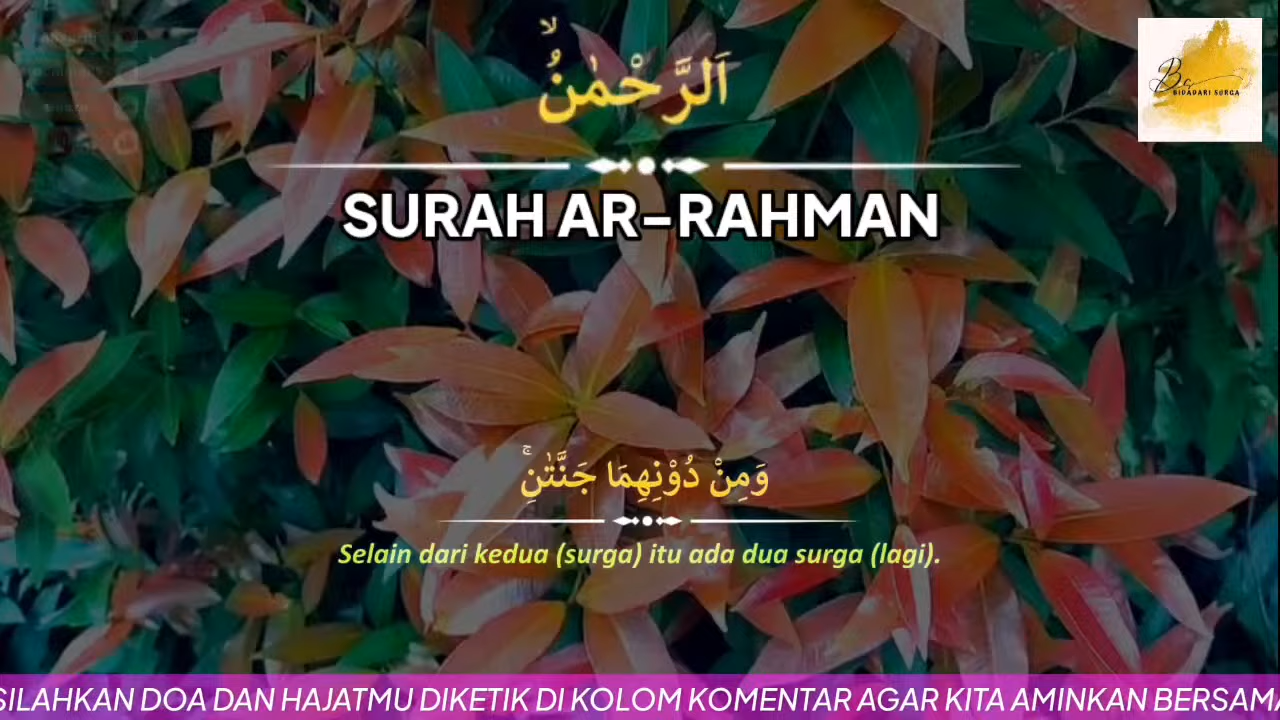 اَلرَّحْمٰنُۙ
SURAH AR-RAHMAN
Bs
BIDADARI SURGA
وَمِنْ دُوْنِهِمَا جَنَّتٰنِۚ
Selain dari kedua (surga) itu ada dua surga (lagi).
SILAHKAN DOA DAN HAJATMU DIKETIK DI KOLOM KOMENTAR AGAR KITA AMINKAN BERSAMA